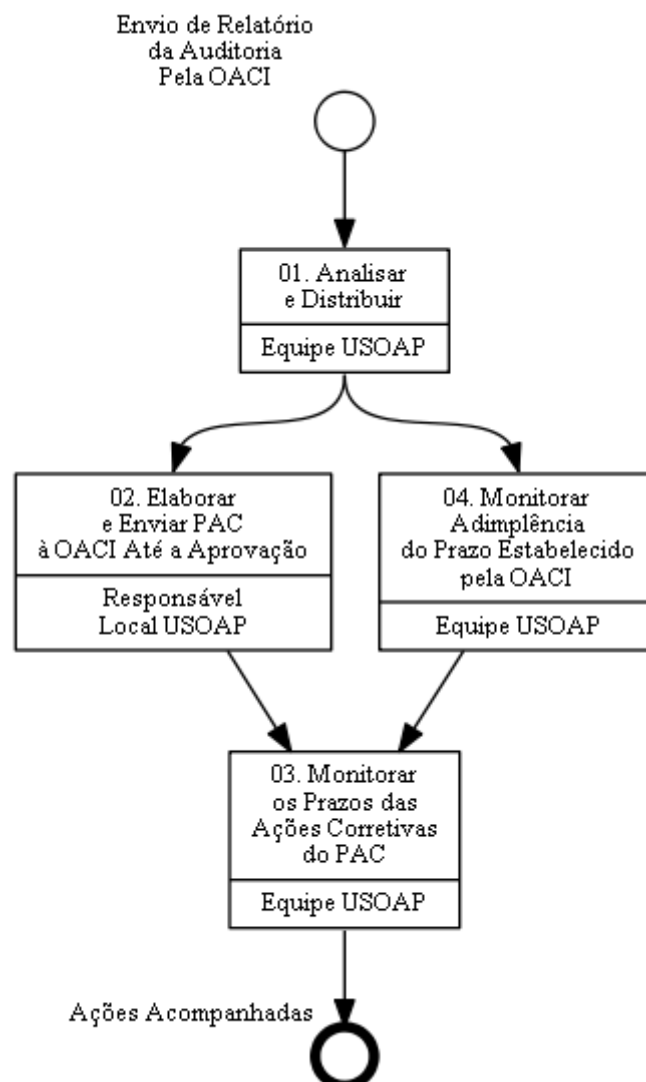 Envio de Relatório
da Auditoria
Pela OACI
01. Analisar
e Distribuir
Equipe USOAP
02. Elaborar
e Enviar PAC
à OACI Até a Aprovação
Responsável
Local USOAP
04. Monitorar
Adimplência
do Prazo Estabelecido
pela OACI
Equipe USOAP
03. Monitorar
os Prazos das
Ações Corretivas
do PAC
Equipe USOAP
Ações Acompanhadas